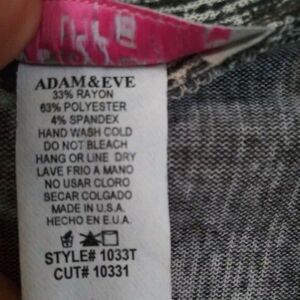 ADAM&EVE
33% RAYON
63% POLYESTER
4% SPANDEX
HAND WASH COLD
DO NOT BLEACH
HANG OR LINE DRY
LAVE FRIO A MANO
NO USAR CLORO
SECAR COLGADO
MADE IN U.S.A.
HECHO EN E.U.A.
STYLE# 1033T
CUT# 10331